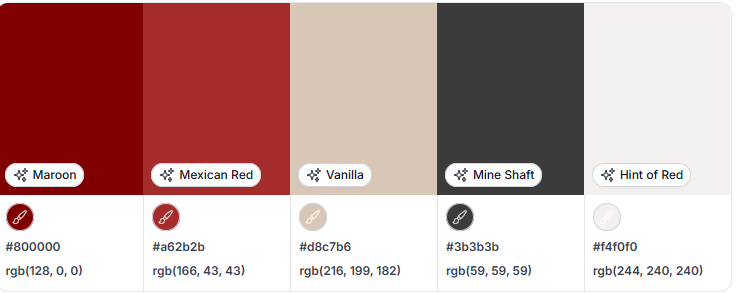 Maroon
Mexican Red
Vanilla
Mine Shaft
Hint of Red
#800000
#a62b2b
#d8c7b6
#3b3b3b
#f4f0f0
rgb(128, 0, 0)
rgb(166, 43, 43)
rgb(216, 199, 182)
rgb(59, 59, 59)
rgb(244, 240, 240)